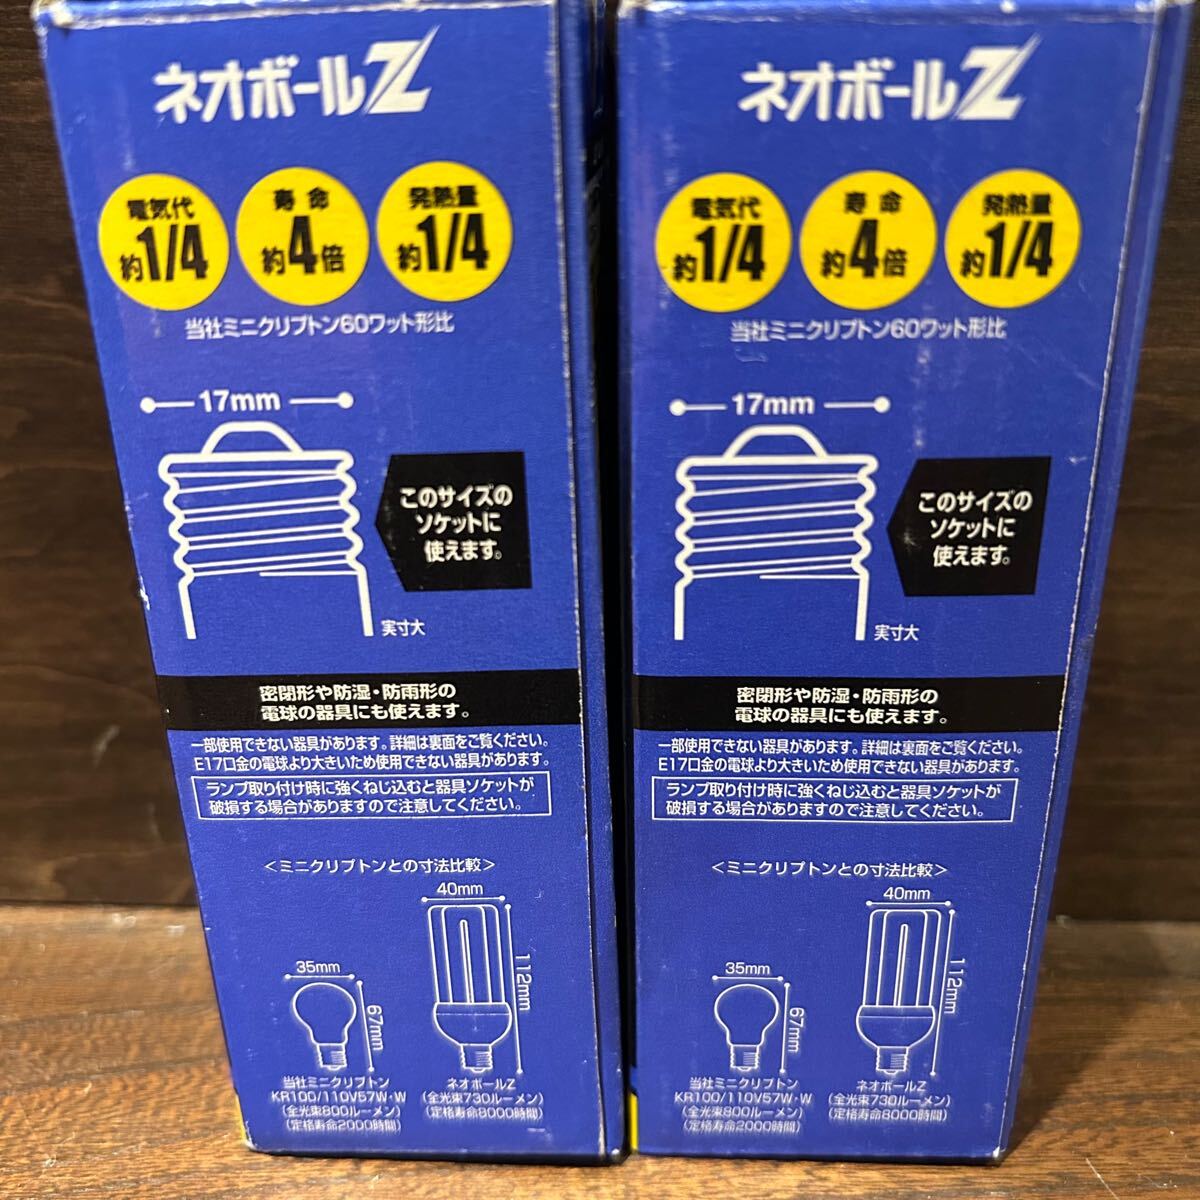 ネオボールZ
電気代
約1/4
寿命
約4倍
発熱量
約1/4
当社ミニクリプトン60ワット形比
17mm
このサイズの
ソケットに
使えます。
実寸大
密閉形や防湿・防雨形の
電球の器具にも使えます。
一部使用できない器具があります。詳細は裏面をご覧ください。
E17口金の電球より大きいため使用できない器具があります。
ランプ取り付け時に強くねじ込むと器具ソケットが
破損する場合がありますので注意してください。
<ミニクリプトンとの寸法比較>
40mm
112mm
35mm
67mm
当社ミニクリプトン
KR100/110V57W・W
(全光束800ルーメン)
(定格寿命2000時間)
ネオボールZ
(全光束730ルーメン)
(定格寿命8000時間)
ネオボールZ
電気代
約1/4
寿命
約4倍
発熱量
約1/4
当社ミニクリプトン60ワット形比
17mm
このサイズの
ソケットに
使えます。
実寸大
密閉形や防湿・防雨形の
電球の器具にも使えます。
一部使用できない器具があります。詳細は裏面をご覧ください。
E17口金の電球より大きいため使用できない器具があります。
ランプ取り付け時に強くねじ込むと器具ソケットが
破損する場合がありますので注意してください。
<ミニクリプトンとの寸法比較>
40mm
112mm
35mm
67mm
当社ミニクリプトン
KR100/110V57W・W
(全光束800ルーメン)
(定格寿命2000時間)
ネオボールZ
(全光束730ルーメン)
(定格寿命8000時間)